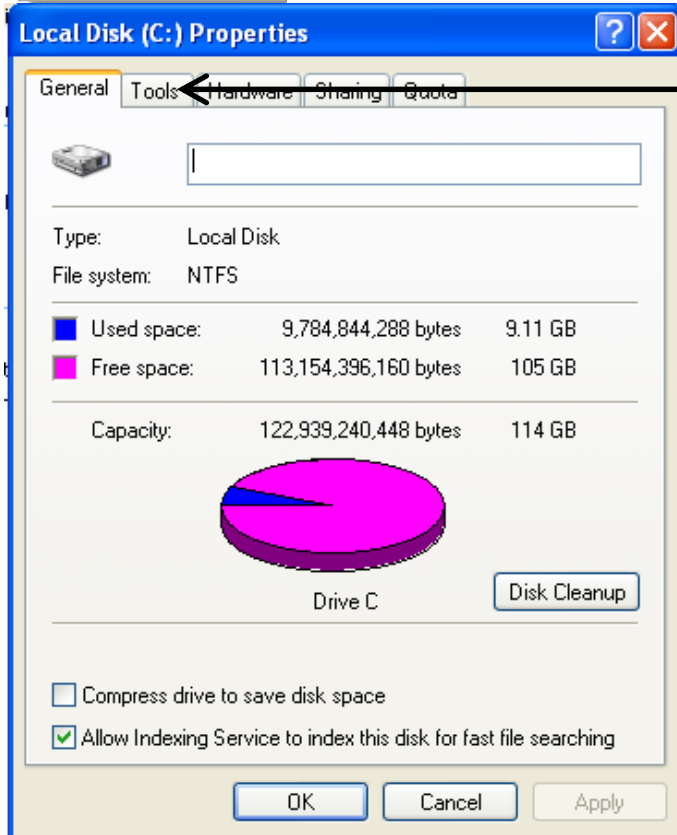 Local Disk (C:) Properties
General Tools Hardware Sharing Quota
Type: Local Disk
File system: NTFS
Used space: 9,784,844,288 bytes 9.11 GB
Free space: 113,154,396,160 bytes 105 GB
Capacity: 122,939,240,448 bytes 114 GB
Drive C
Disk Cleanup
Compress drive to save disk space
Allow Indexing Service to index this disk for fast file searching
OK Cancel Apply